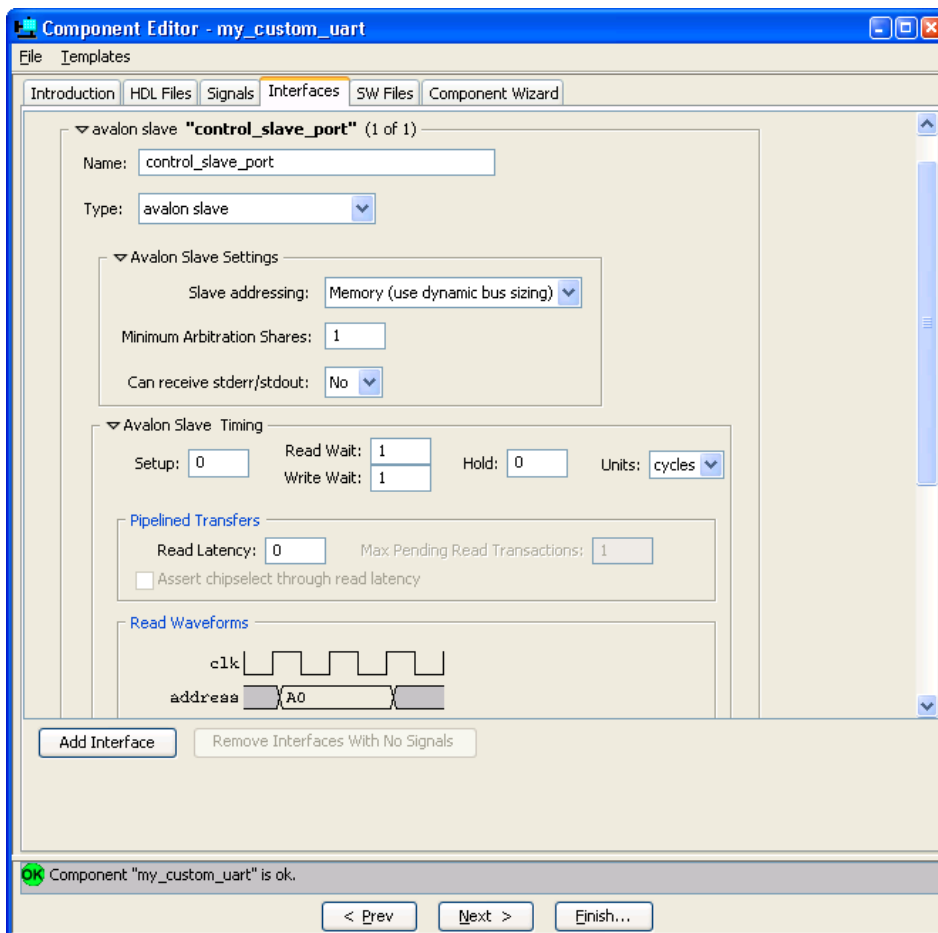 Component Editor - my_custom_uart
File Templates
Introduction HDL Files Signals Interfaces SW Files Component Wizard
avalon slave "control_slave_port" (1 of 1)
Name: control_slave_port
Type: avalon slave
Avalon Slave Settings
Slave addressing: Memory (use dynamic bus sizing)
Minimum Arbitration Shares: 1
Can receive stderr/stdout: No
Avalon Slave Timing
Setup: 0 Read Wait: 1 Hold: 0 Units: cycles
Write Wait: 1
Pipelined Transfers
Read Latency: 0 Max Pending Read Transactions: 1
Assert chipselect through read latency
Read Waveforms
clk
address A0
Add Interface Remove Interfaces With No Signals
OK Component "my_custom_uart" is ok.
< Prev Next > Finish...